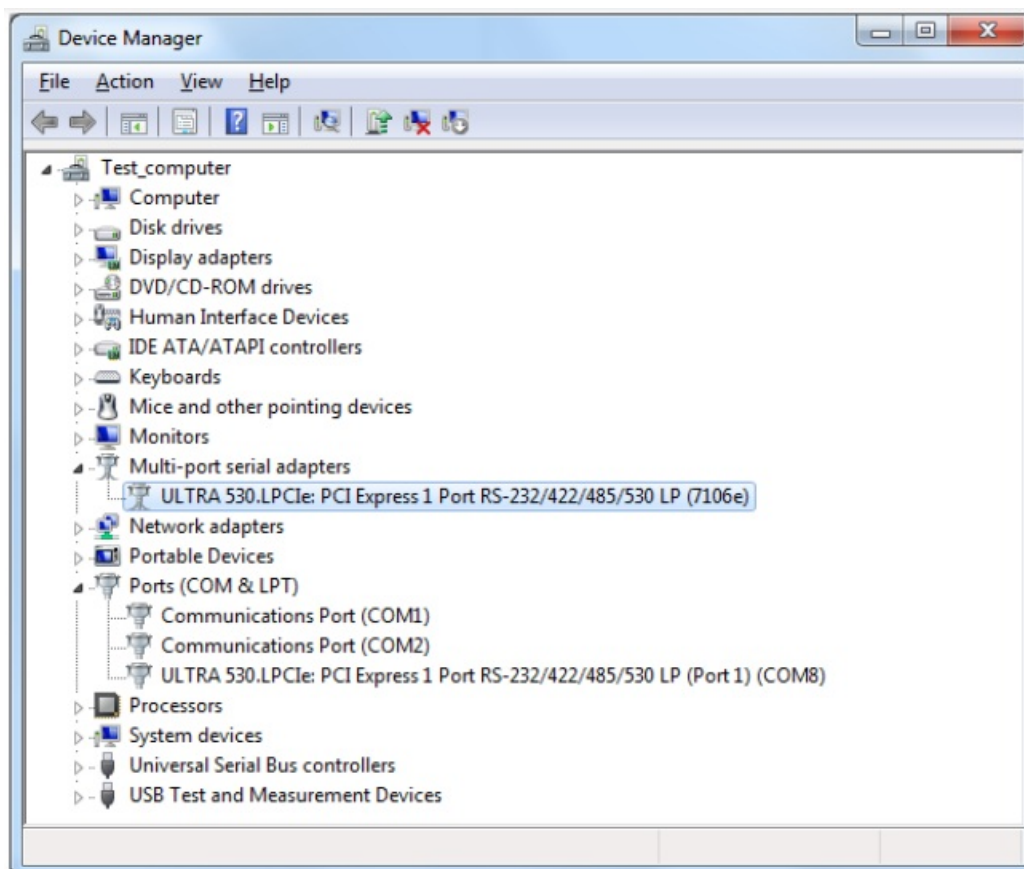 Device Manager
File Action View Help
Test_computer
Computer
Disk drives
Display adapters
DVD/CD-ROM drives
Human Interface Devices
IDE ATA/ATAPI controllers
Keyboards
Mice and other pointing devices
Monitors
Multi-port serial adapters
ULTRA 530.LPCIe: PCI Express 1 Port RS-232/422/485/530 LP (7106e)
Network adapters
Portable Devices
Ports (COM & LPT)
Communications Port (COM1)
Communications Port (COM2)
ULTRA 530.LPCIe: PCI Express 1 Port RS-232/422/485/530 LP (Port 1) (COM8)
Processors
System devices
Universal Serial Bus controllers
USB Test and Measurement Devices